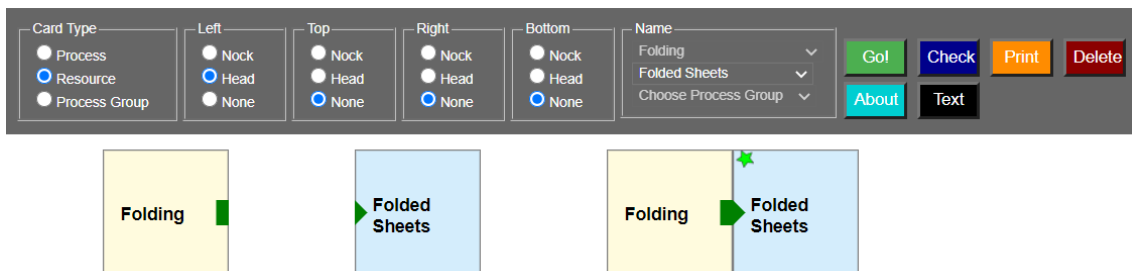 Card Type
Process
Resource
Process Group
Left
Nock
Head
None
Top
Nock
Head
None
Right
Nock
Head
None
Bottom
Nock
Head
None
Name
Folding
Folded Sheets
Choose Process Group
Go!
Check
Print
Delete
About
Text
Folding
Folded
Sheets
Folding
Folded
Sheets